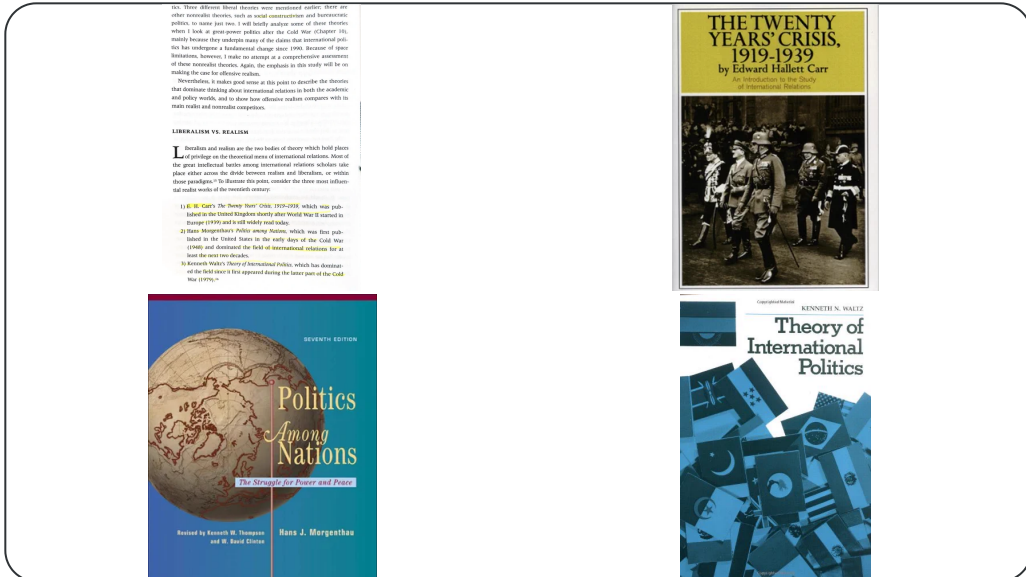 tics. Three different liberal theories were mentioned earlier; there are
other nonrealist theories, such as social constructivism and bureaucratic
politics, to name just two. I will briefly analyze some of these theories
when I look at great-power politics after the Cold War (Chapter 10),
mainly because they underpin many of the claims that international poli-
tics has undergone a fundamental change since 1990. Because of space
limitations, however, I make no attempt at a comprehensive assessment
of these nonrealist theories. Again, the emphasis in this study will be on
making the case for offensive realism.
Nevertheless, it makes good sense at this point to describe the theories
that dominate thinking about international relations in both the academic
and policy worlds, and to show how offensive realism compares with its
main realist and nonrealist competitors.
LIBERALISM VS. REALISM
Liberalism and realism are the two bodies of theory which hold places
of privilege on the theoretical menu of international relations. Most of
the great intellectual battles among international relations scholars take
place either across the divide between realism and liberalism, or within
those paradigms. To illustrate this point, consider the three most influen-
tial realist works of the twentieth century:
1) E. H. Carr's The Twenty Years' Crisis, 1919–1939, which was pub-
lished in the United Kingdom shortly after World War II started in
Europe (1939) and is still widely read today.
2) Hans Morgenthau's Politics among Nations, which was first pub-
lished in the United States in the early days of the Cold War
(1948) and dominated the field of international relations for at
least the next two decades.
3) Kenneth Waltz's Theory of International Politics, which has dominat-
ed the field since it first appeared during the latter part of the Cold
War (1979).
THE TWENTY
YEARS' CRISIS,
1919-1939
by Edward Hallett Carr
An Introduction to the Study
of International Relations
SEVENTH EDITION
Politics
Among
Nations
The Struggle for Power and Peace
Revised by Kenneth W. Thompson
and W. David Clinton
Hans J. Morgenthau
Copyrighted Material
KENNETH N. WALTZ
Theory of
International
Politics